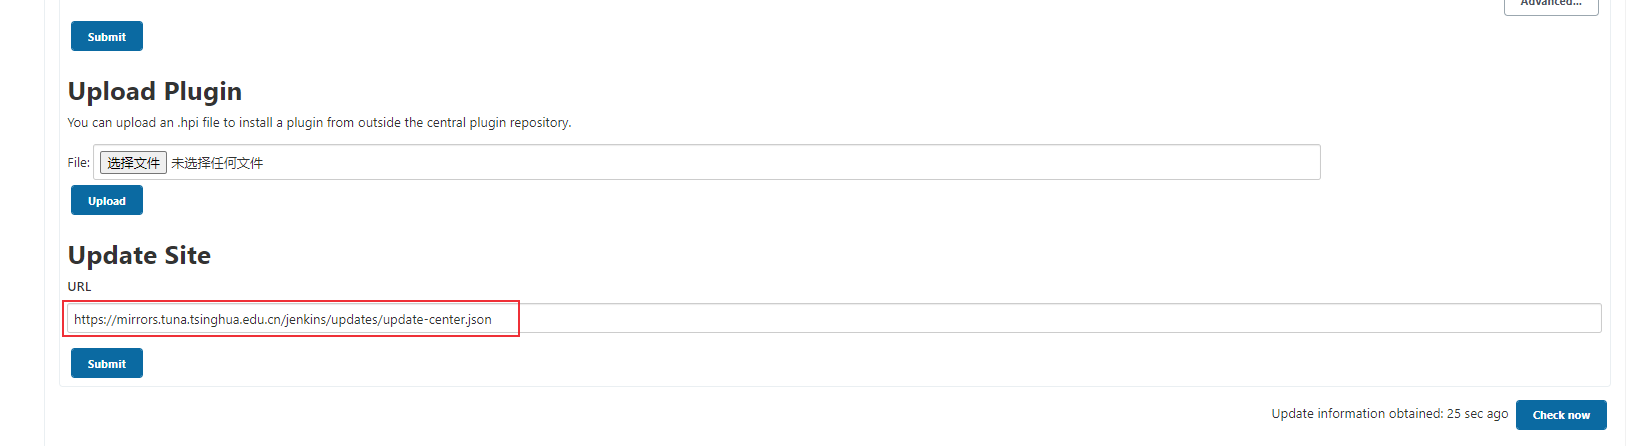 Advanced...
Submit
Upload Plugin
You can upload an .hpi file to install a plugin from outside the central plugin repository.
File: 选择文件 未选择任何文件
Upload
Update Site
URL
https://mirrors.tuna.tsinghua.edu.cn/jenkins/updates/update-center.json
Submit
Update information obtained: 25 sec ago Check now